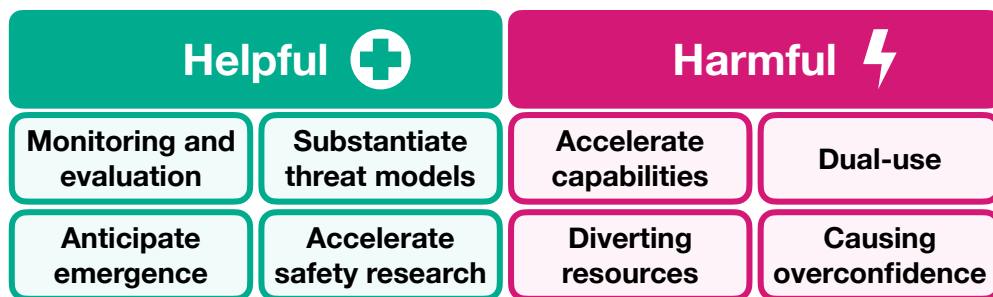 Helpful
Harmful
Monitoring and
evaluation
Substantiate
threat models
Accelerate
capabilities
Dual-use
Anticipate
emergence
Accelerate
safety research
Diverting
resources
Causing
overconfidence